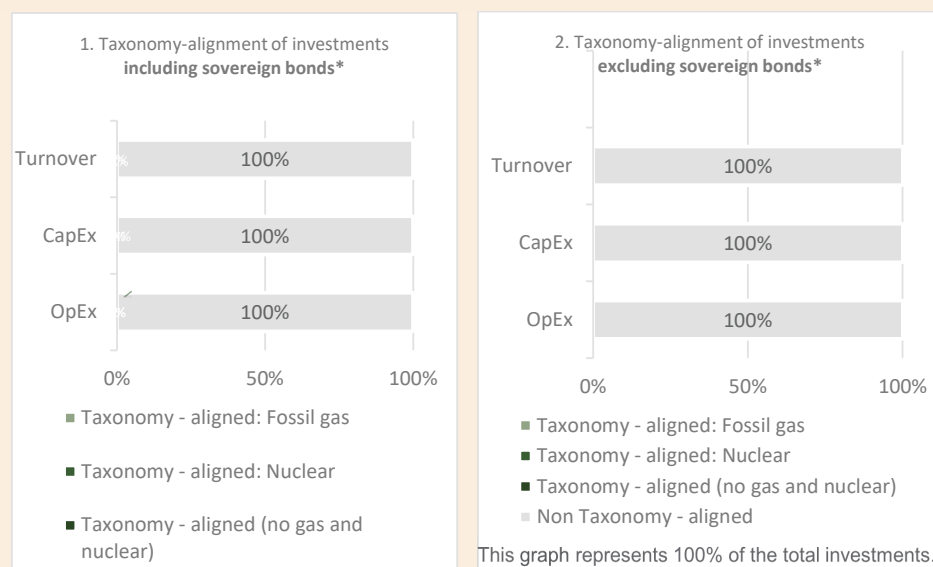 1. Taxonomy-alignment of investments
including sovereign bonds*
Turnover
100%
CapEx
100%
OpEx
100%
0%
50%
100%
Taxonomy - aligned: Fossil gas
Taxonomy - aligned: Nuclear
Taxonomy - aligned (no gas and
nuclear)
2. Taxonomy-alignment of investments
excluding sovereign bonds*
Turnover
100%
CapEx
100%
OpEx
100%
0%
50%
100%
Taxonomy - aligned: Fossil gas
Taxonomy - aligned: Nuclear
Taxonomy - aligned (no gas and nuclear)
Non Taxonomy - aligned
This graph represents 100% of the total investments.